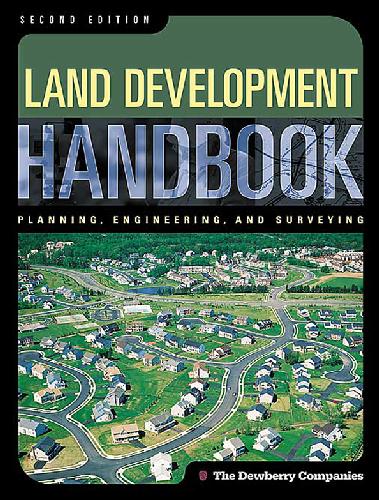 SECOND EDITION
LAND DEVELOPMENT
HANDBOOK
PLANNING, ENGINEERING, AND SURVEYING
The Dewberry Companies